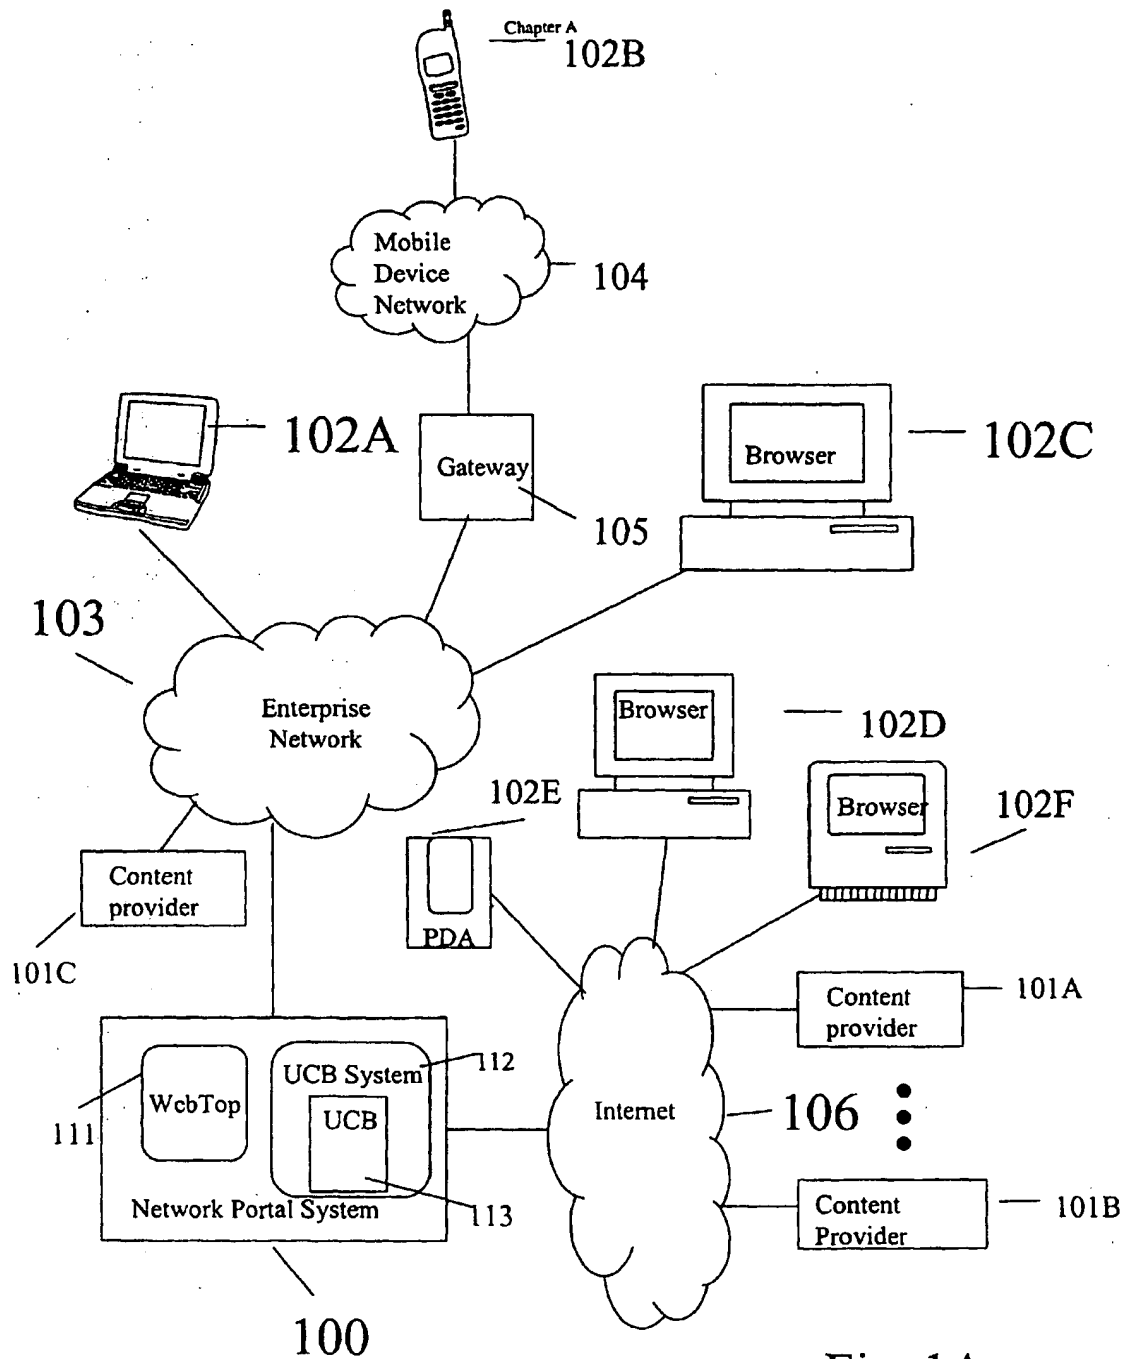 Chapter A
102B
Mobile
Device
Network
104
102A
Gateway
105
Browser
102C
103
Enterprise
Network
Browser
102D
102E
Browser
102F
Content
provider
101C
PDA
Content
provider
101A
WebTop
111
UCB System
112
UCB
113
Network Portal System
100
Internet
106
Content
Provider
101B
Fig. 1A